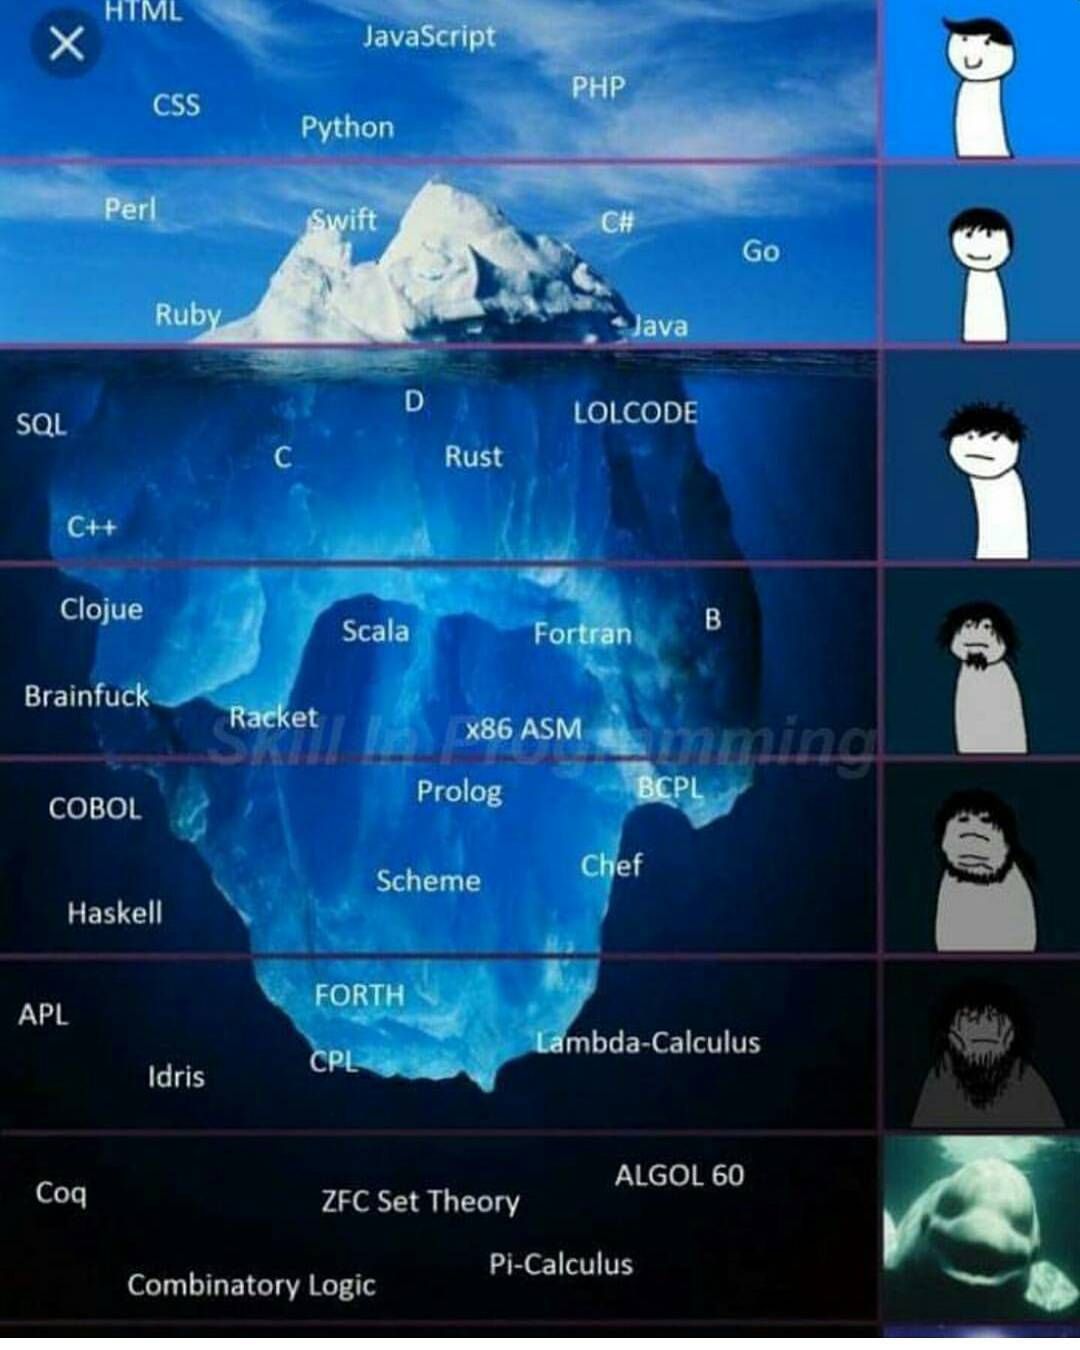 HTML
JavaScript
PHP
CSS
Python
Perl
Swift
C#
Go
Ruby
Java
SQL
D
LOLCODE
C
Rust
C++
Clojue
Scala
Fortran
B
Brainfuck
Racket
x86 ASM
Skill In Programming
COBOL
Prolog
BCPL
Scheme
Chef
Haskell
APL
FORTH
Lambda-Calculus
Idris
CPL
Coq
ZFC Set Theory
ALGOL 60
Pi-Calculus
Combinatory Logic